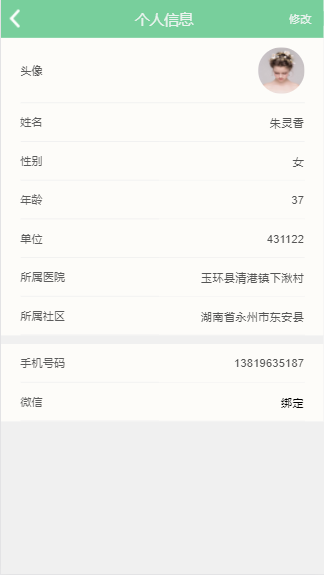 个人信息 修改
头像
姓名 朱灵香
性别 女
年龄 37
单位 431122
所属医院 玉环县清港镇下湫村
所属社区 湖南省永州市东安县
手机号码 13819635187
微信 绑定